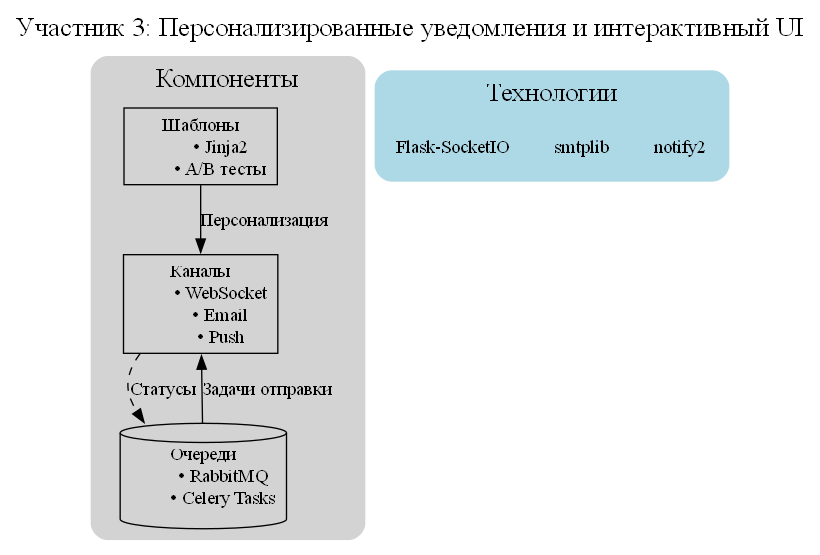 Участник 3: Персонализированные уведомления и интерактивный UI
Компоненты
Шаблоны
• Jinja2
• A/B тесты
Персонализация
Каналы
• WebSocket
• Email
• Push
Статусы
Задачи отправки
Очереди
• RabbitMQ
• Celery Tasks
Технологии
Flask-SocketIO
smtplib
notify2